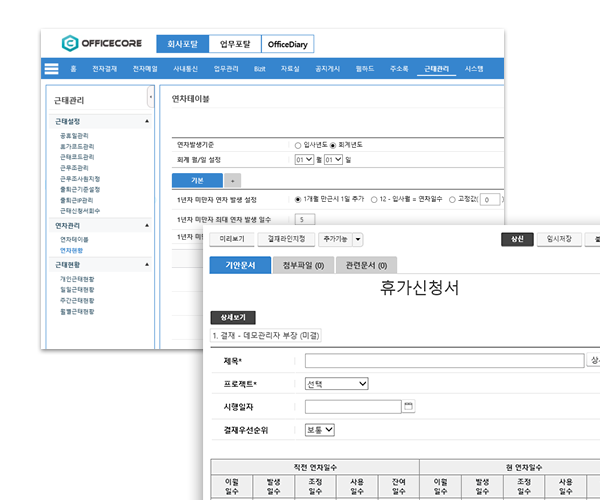 OFFICECORE 회사포탈 업무포탈 OfficeDiary
홈 전자결재 전자메일 사내통신 업무관리 Bizit 자료실 공지게시 웹하드 주소록 근태관리 시스템
근태관리
근태설정
공휴일관리
휴가코드관리
근태코드관리
근무조관리
근무조사원지정
출퇴근기준설정
출퇴근IP관리
근태신청서회수
연차관리
연차테이블
연차현황
근태현황
개인근태현황
일일근태현황
주간근태현황
월별근태현황
연차테이블
연차발생기준 입사년도 회계년도
회계 월/일 설정 01 월 01 일
기본 +
1년차 미만자 연차 발생 설정 1개월 만근시 1일 추가 12 - 입사월 = 연차일수 고정값( 0 )
1년차 미만자 최대 연차 발생 일수 5
1년차 미
미리보기 결재라인지정 추가기능 상신 임시저장
기안문서 첨부파일 (0) 관련문서 (0)
휴가신청서
상세보기
1. 결재 - 데모관리자 부장 (미결)
제목*
프로젝트* 선택
시행일자
결재우선순위 보통
직전 연차일수 현 연차일수
이월 발생 조정 사용 잔여 이월 발생 조정 사용
일수 일수 일수 일수 일수 일수 일수 일수 일수